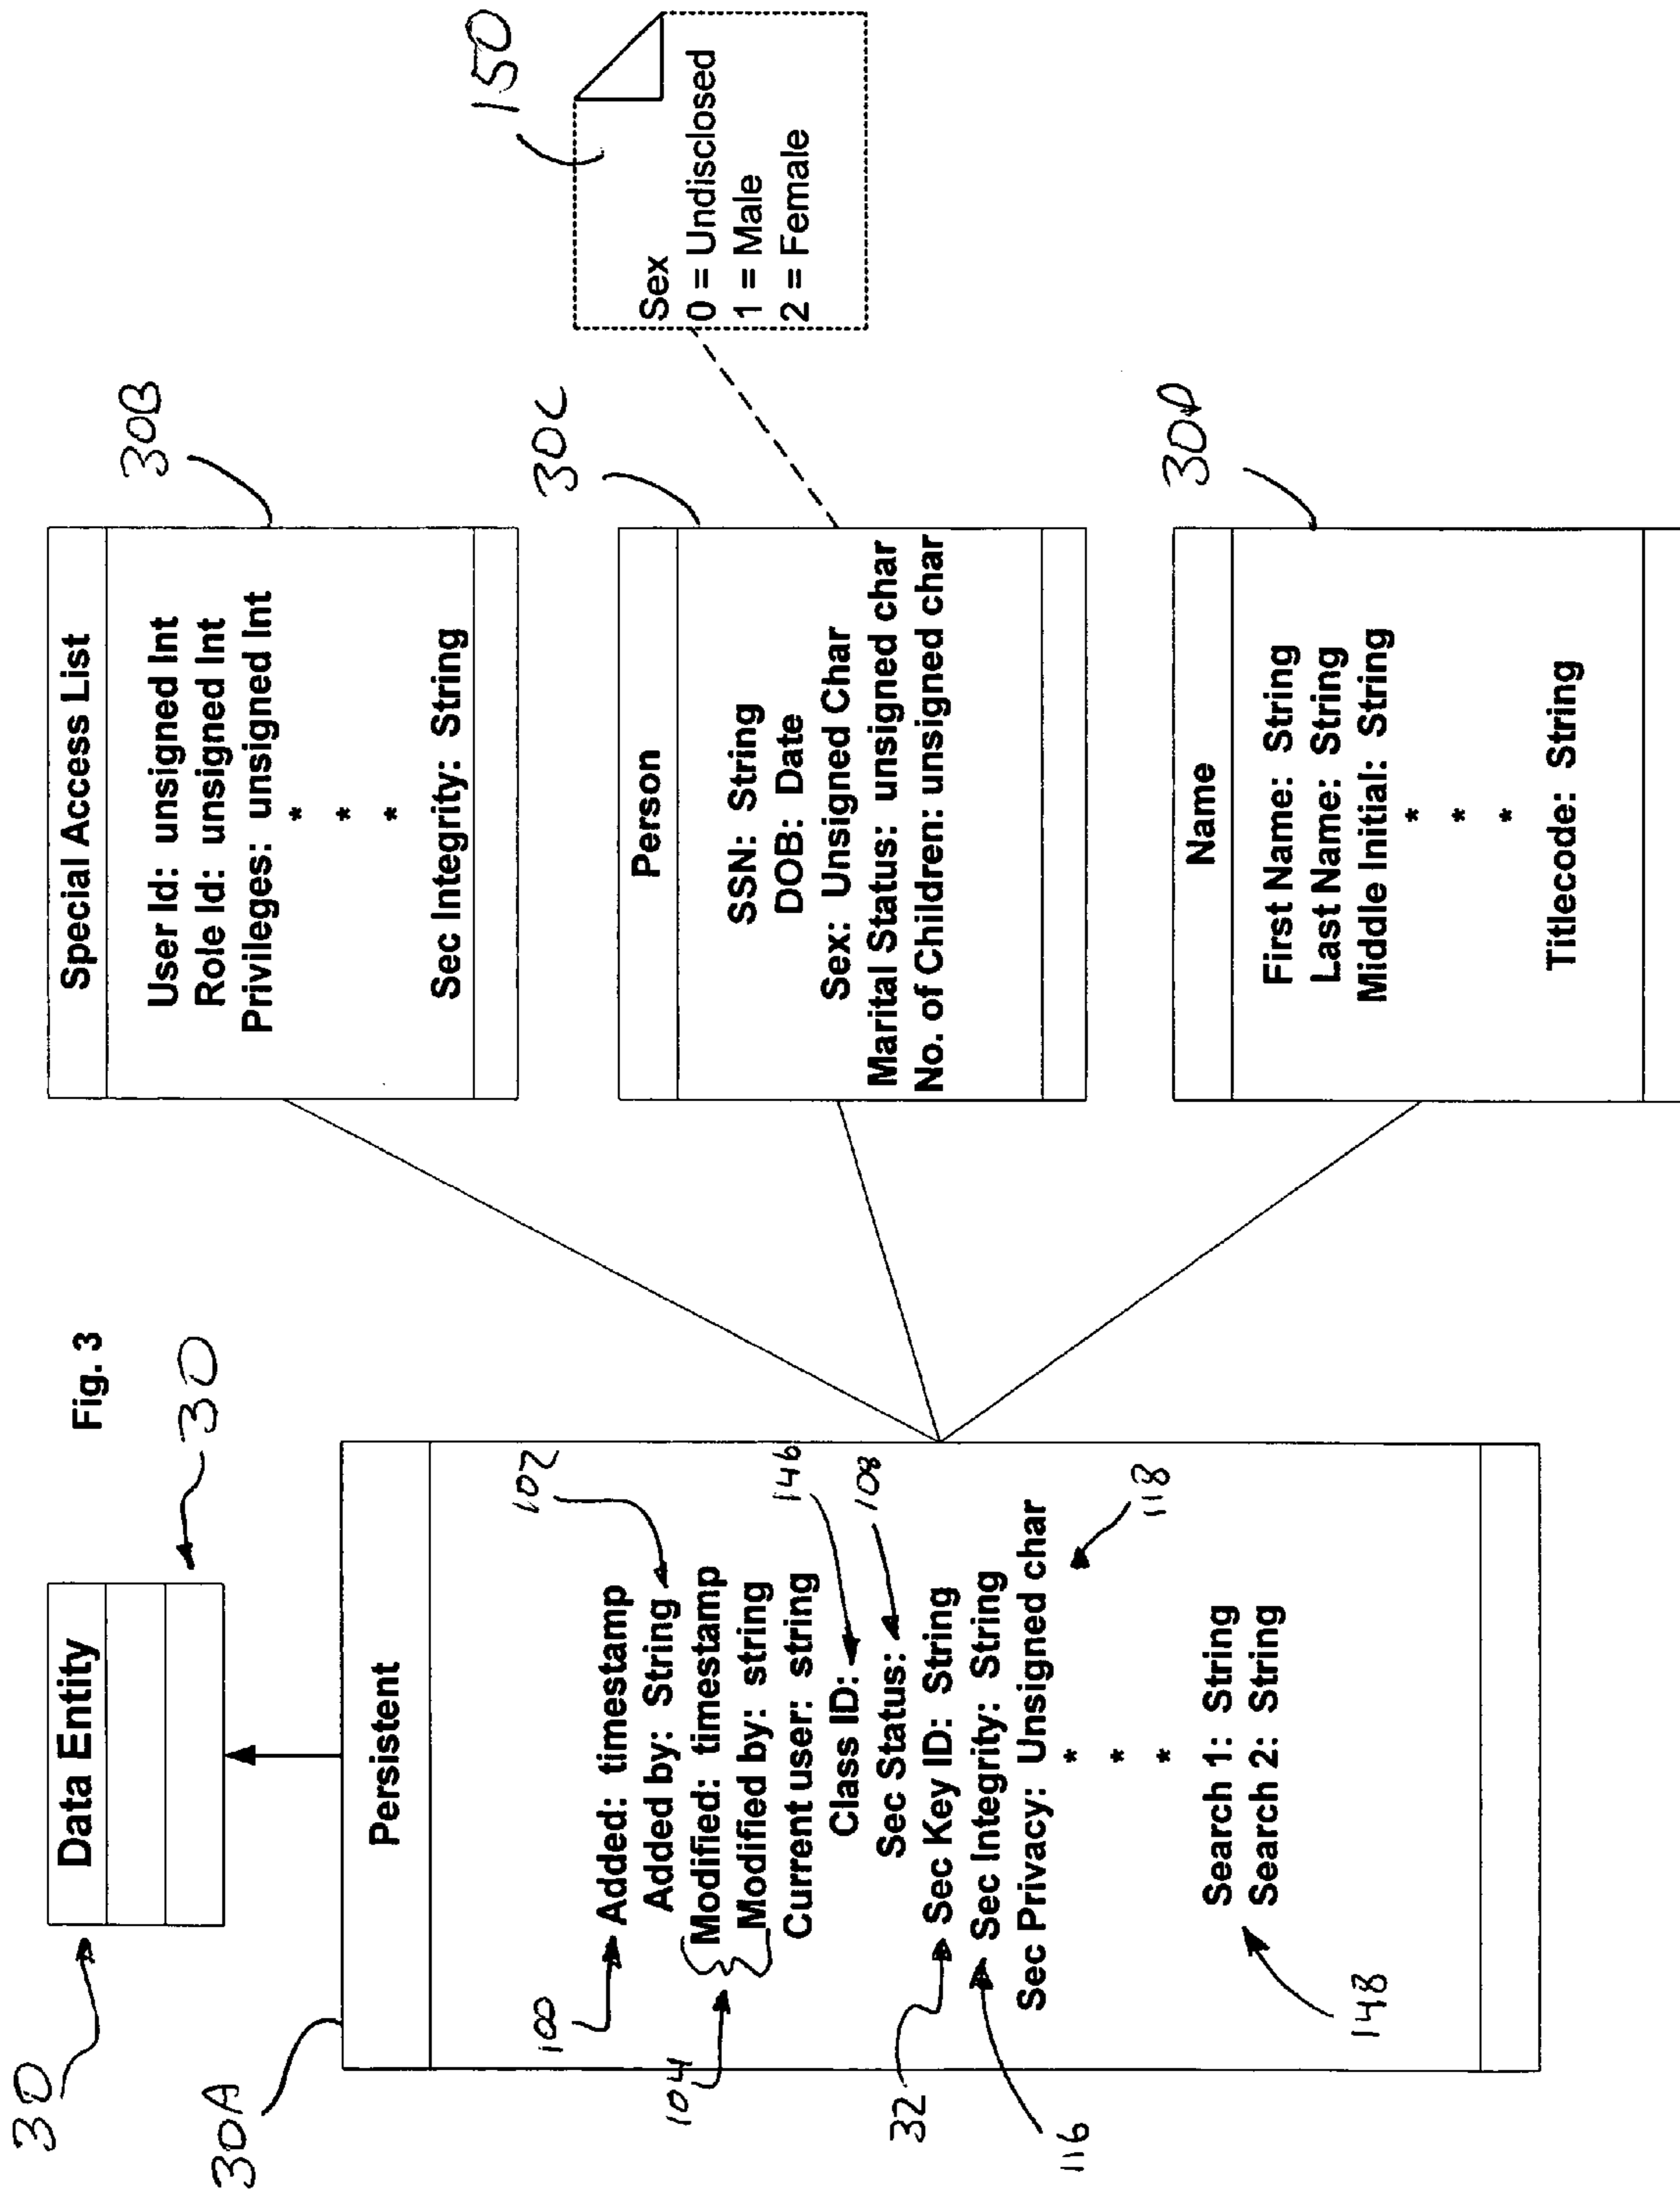 Fig. 3
30
Data Entity
30
30A
Persistent
100
Added: timestamp
102
Added by: String
104
Modified: timestamp
Modified by: string
Current user: string
146
Class ID:
108
Sec Status:
32
Sec Key ID: String
116
Sec Integrity: String
Sec Privacy: Unsigned char
118
*
*
*
Search 1: String
Search 2: String
148
30B
Special Access List
User Id: unsigned Int
Role Id: unsigned Int
Privileges: unsigned Int
*
*
*
Sec Integrity: String
30C
Person
SSN: String
DOB: Date
Sex: Unsigned Char
Marital Status: unsigned char
No. of Children: unsigned char
150
Sex
0 = Undisclosed
1 = Male
2 = Female
30D
Name
First Name: String
Last Name: String
Middle Initial: String
*
*
*
Titlecode: String